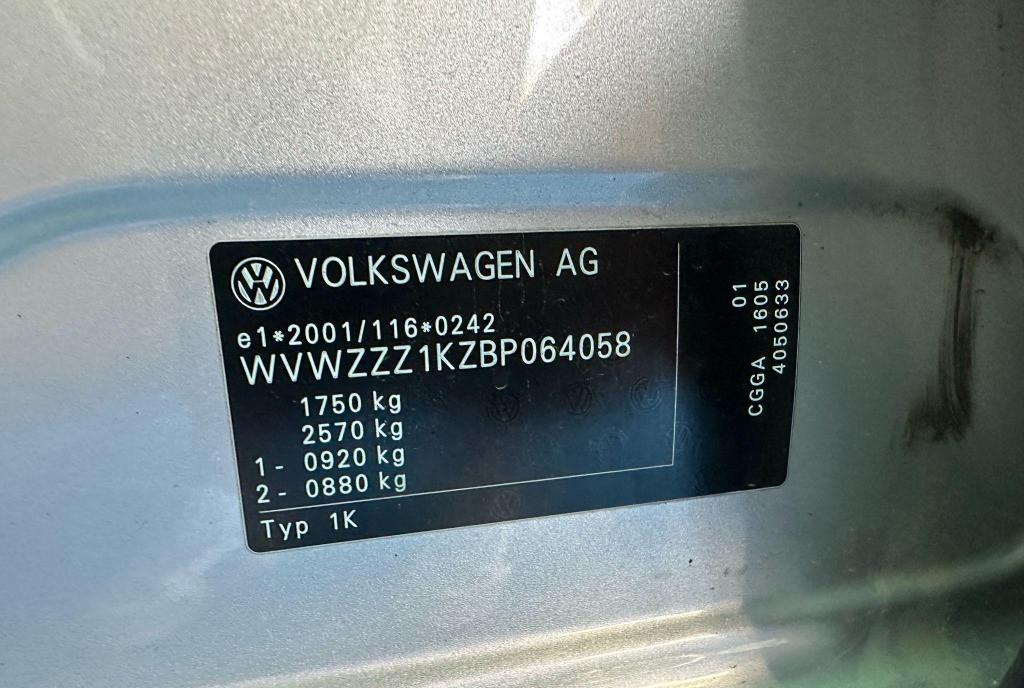 VOLKSWAGEN AG
e1*2001/116*0242
WVWZZZ1KZBP064058
1750 kg
2570 kg
1- 0920 kg
2- 0880 kg
Typ 1K
01
CGGA 1605
4050633